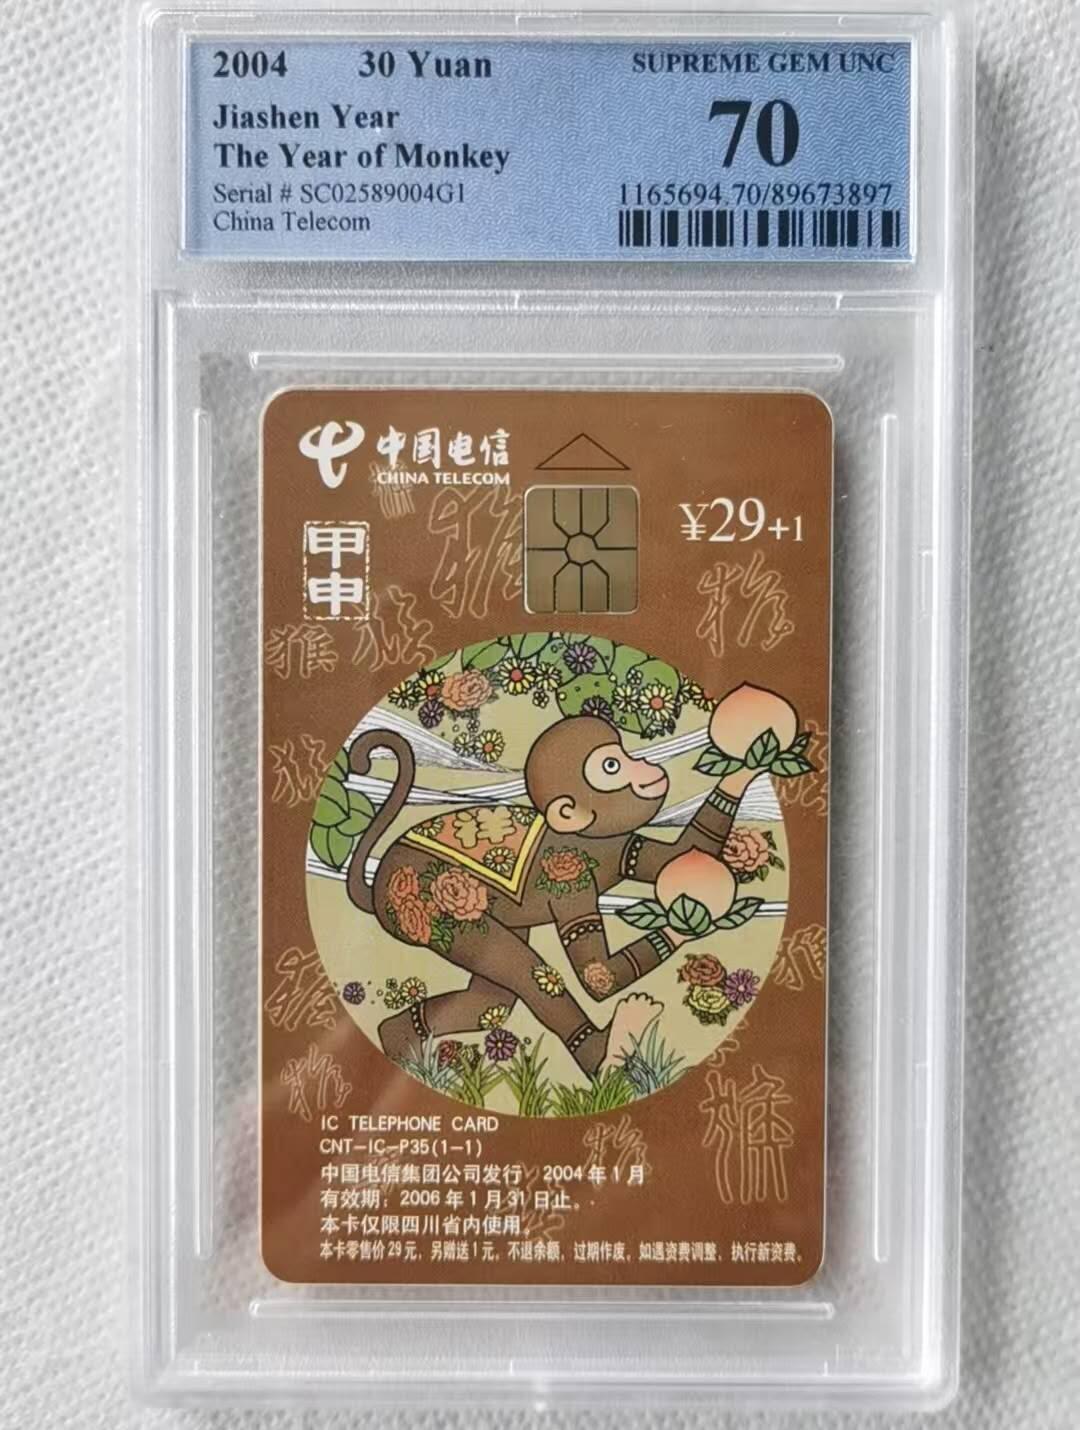 2004 30 Yuan SUPREME GEM UNC
Jiashen Year 70
The Year of Monkey
Serial # SC02589004G1 1165694.70/89673897
China Telecom
中国电信
CHINA TELECOM
¥29+1
甲申
猴
祥
IC TELEPHONE CARD
CNT-IC-P35(1-1)
中国电信集团公司发行 2004年1月
有效期：2006年1月31日止。
本卡仅限四川省内使用。
本卡零售价29元，另赠送1元，不退余额，过期作废，如遇资费调整，执行新资费。